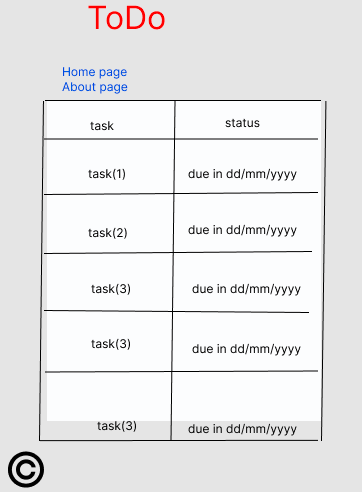 ToDo
Home page
About page
task status
task(1) due in dd/mm/yyyy
task(2) due in dd/mm/yyyy
task(3) due in dd/mm/yyyy
task(3) due in dd/mm/yyyy
task(3) due in dd/mm/yyyy
©